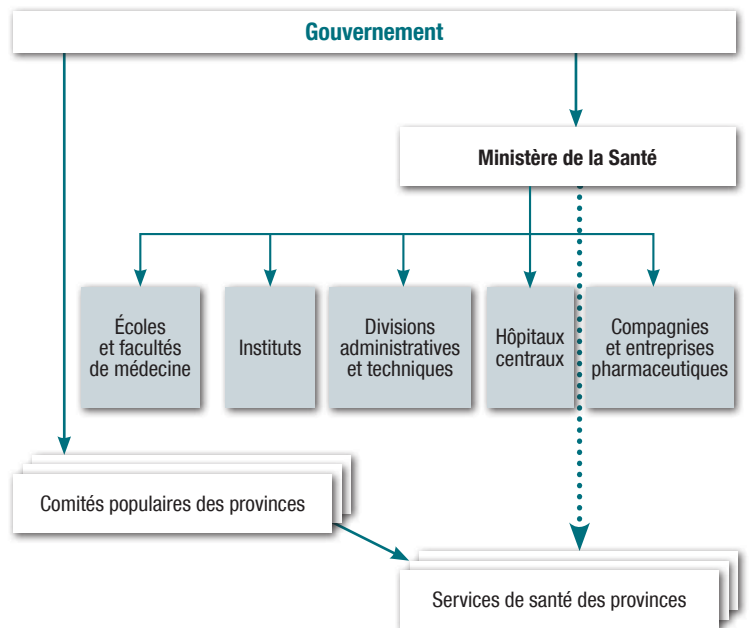 Gouvernement
Ministère de la Santé
Écoles
et facultés
de médecine
Instituts
Divisions
administratives
et techniques
Hôpitaux
centraux
Compagnies
et entreprises
pharmaceutiques
Comités populaires des provinces
Services de santé des provinces